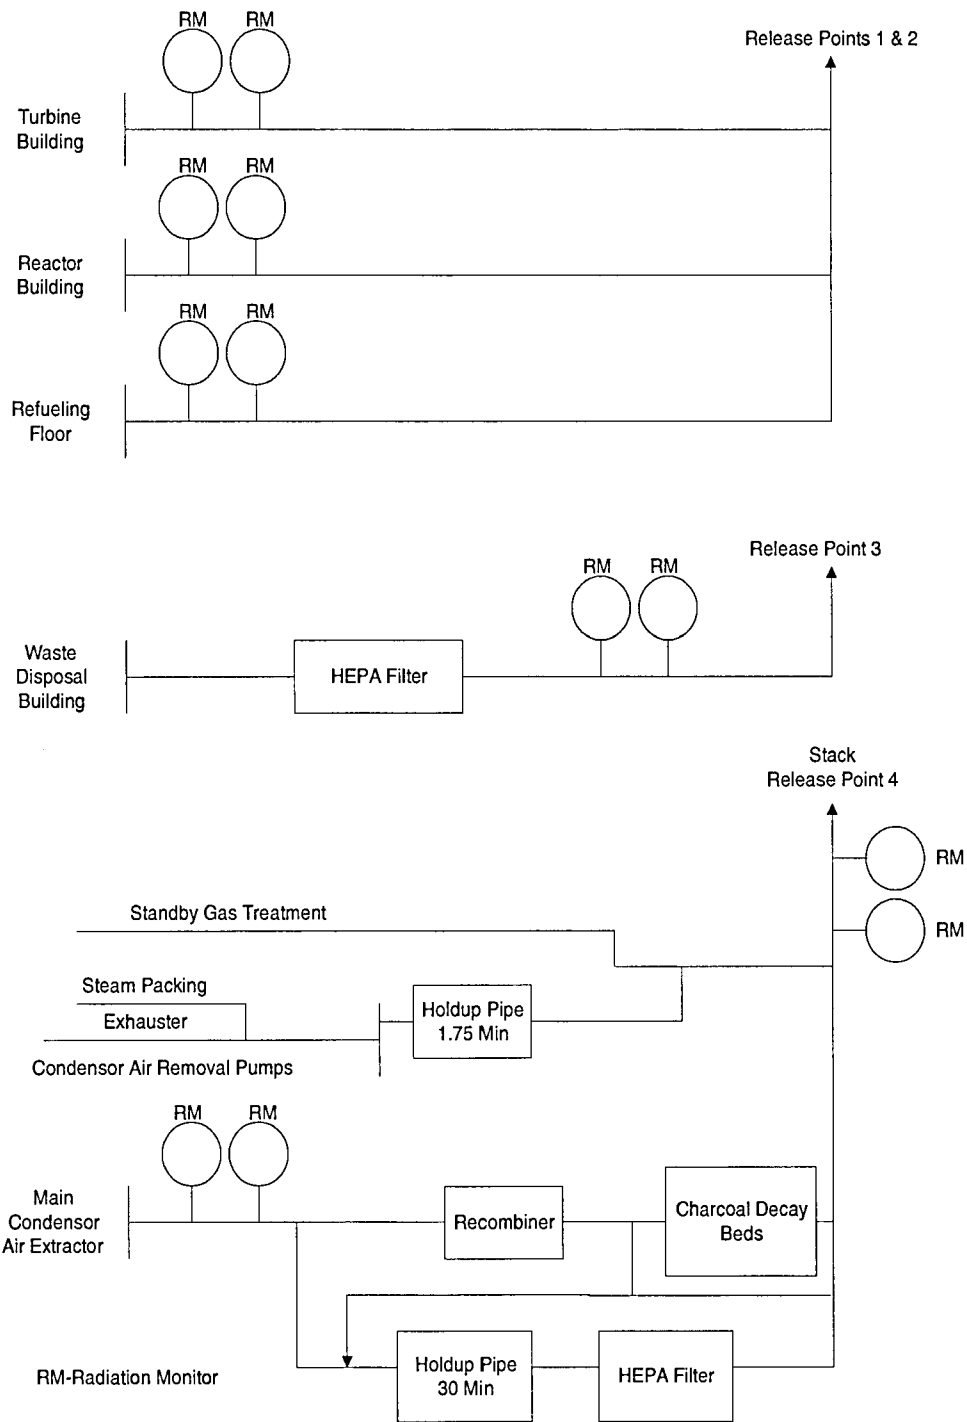 RM RM
Release Points 1 & 2
Turbine
Building
RM RM
Reactor
Building
RM RM
Refueling
Floor
Release Point 3
RM RM
Waste
Disposal
Building
HEPA Filter
Stack
Release Point 4
RM
RM
Standby Gas Treatment
Steam Packing
Exhauster
Holdup Pipe
1.75 Min
Condensor Air Removal Pumps
RM RM
Main
Condensor
Air Extractor
Recombiner
Charcoal Decay
Beds
Holdup Pipe
30 Min
HEPA Filter
RM-Radiation Monitor